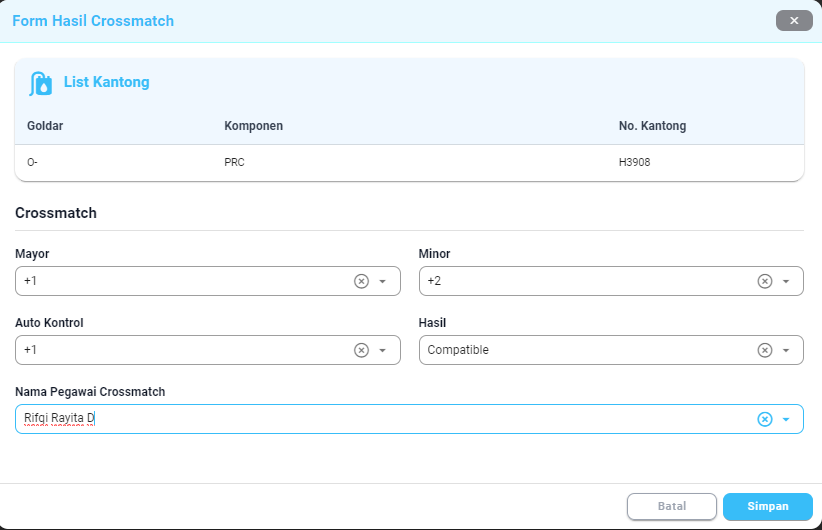 Form Hasil Crossmatch
List Kantong
Goldar Komponen No. Kantong
O- PRC H3908
Crossmatch
Mayor Minor
+1 +2
Auto Kontrol Hasil
+1 Compatible
Nama Pegawai Crossmatch
Rifqi Rayita D
Batal Simpan